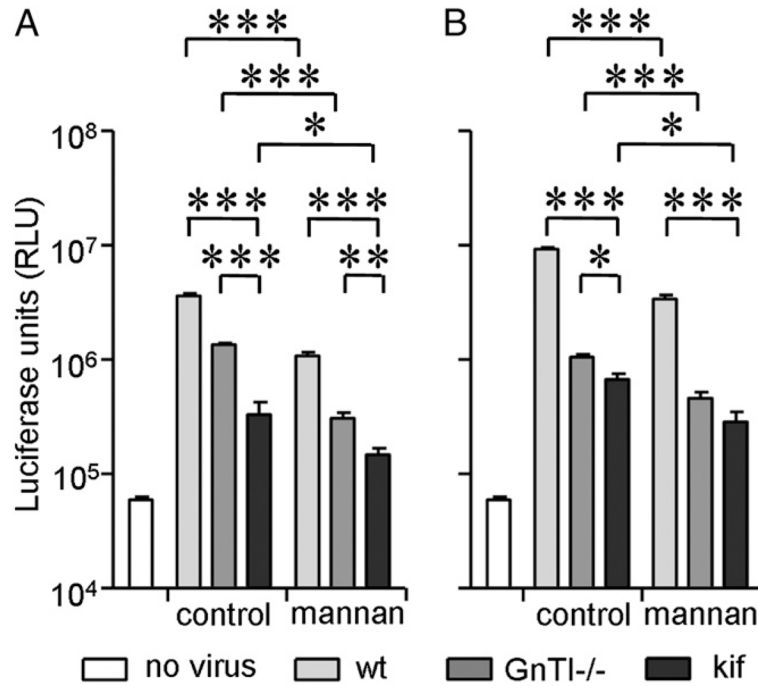 A B
*** ***
*** ***
* *
10⁸
*** *** *** ***
10⁷
*** ** *
10⁶
10⁵
10⁴
Luciferase units (RLU)
control mannan control mannan
no virus wt GnTI-/- kif